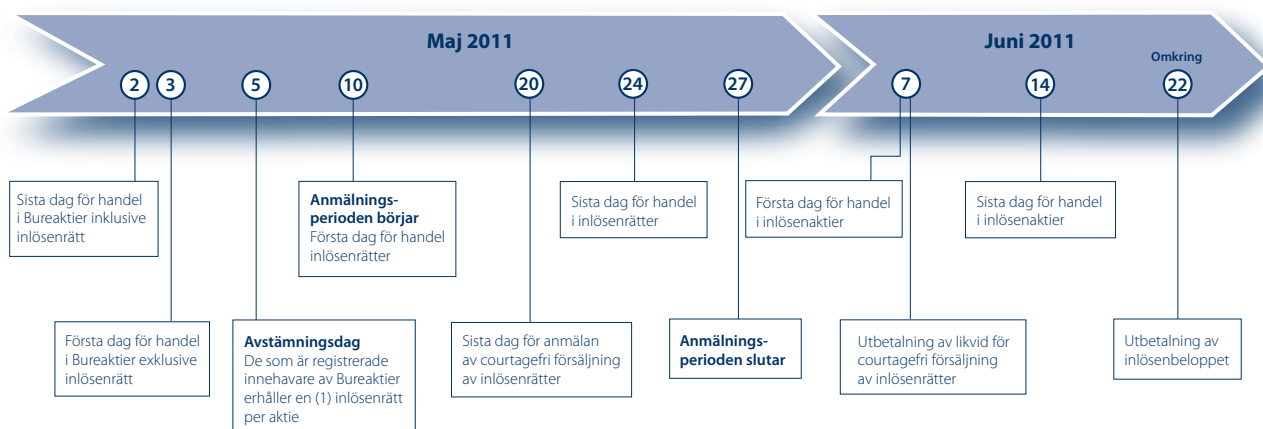 Maj 2011
Juni 2011
Omkring
2
3
5
10
20
24
27
7
14
22
Sista dag för handel
i Bureaktier inklusive
inlösenrätt
Anmälnings-
perioden börjar
Första dag för handel
inlösenrätter
Sista dag för handel
i inlösenrätter
Första dag för handel
i inlösenaktier
Sista dag för handel
i inlösenaktier
Första dag för handel
i Bureaktier exklusive
inlösenrätt
Avstämningsdag
De som är registrerade
innehavare av Bureaktier
erhåller en (1) inlösenrätt
per aktie
Sista dag för anmälan
av courtagefri försäljning
av inlösenrätter
Anmälnings-
perioden slutar
Utbetalning av likvid för
courtagefri försäljning
av inlösenrätter
Utbetalning av
inlösenbeloppet